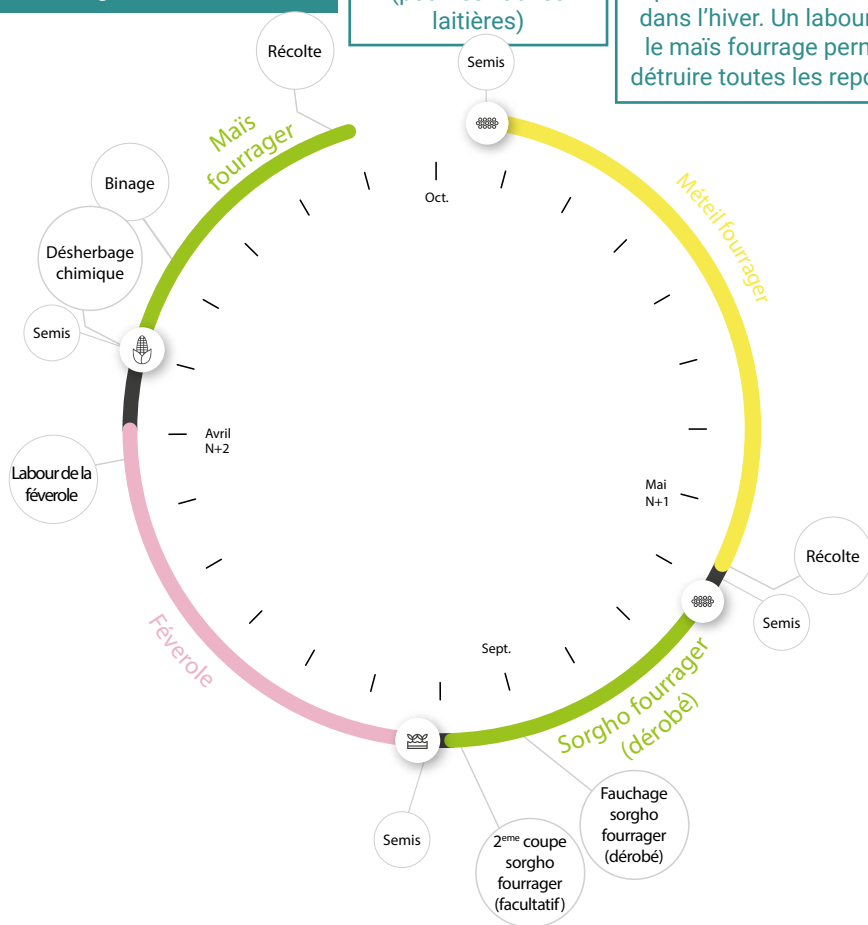 laitières)
dans l'hiver. Un labour
le maïs fourrage
détruire toutes les
Récolte
Semis
Maïs
fourrager
Binage
Désherbage
chimique
Semis
Oct.
Méteil fourrager
Avril
N+2
Labour de la
féverole
Mai
N+1
Récolte
Semis
Féverole
Sept.
Sorgho fourrager
(dérobé)
Semis
2eme coupe
sorgho
fourrager
(facultatif)
Fauchage
sorgho
fourrager
(dérobé)